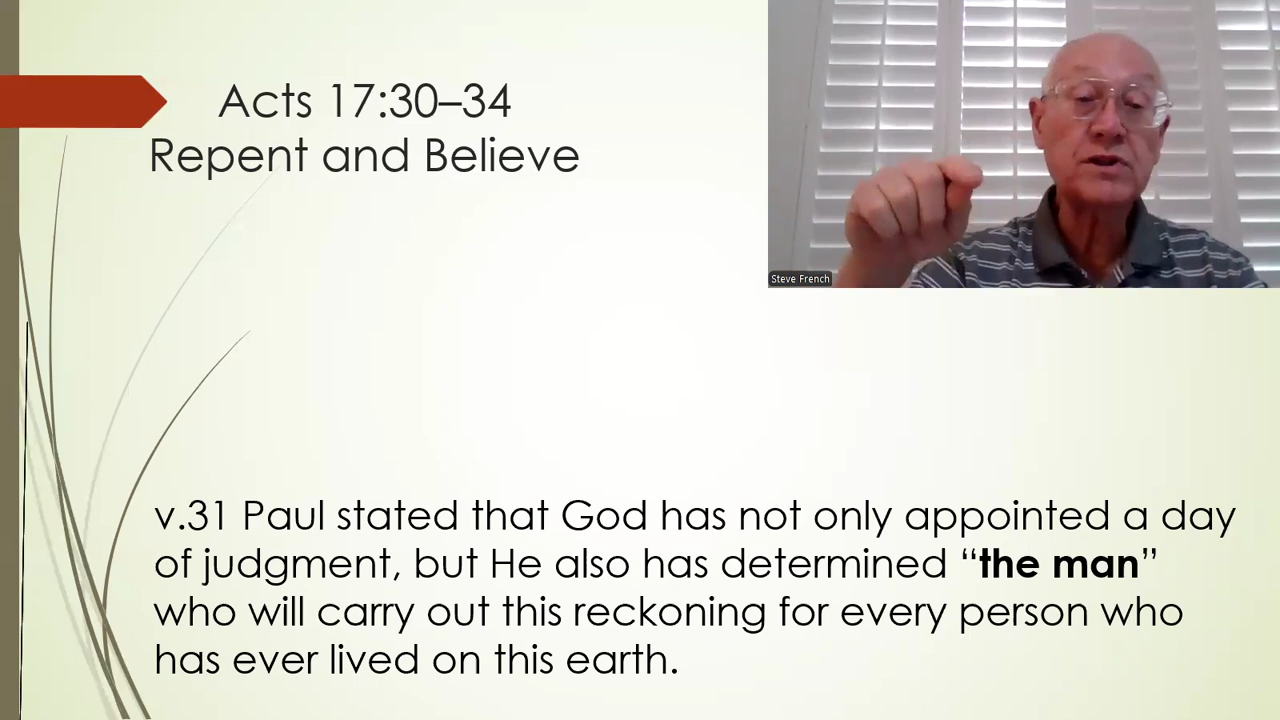 Acts 17:30–34
Repent and Believe
Steve French
v.31 Paul stated that God has not only appointed a day
of judgment, but He also has determined “the man”
who will carry out this reckoning for every person who
has ever lived on this earth.